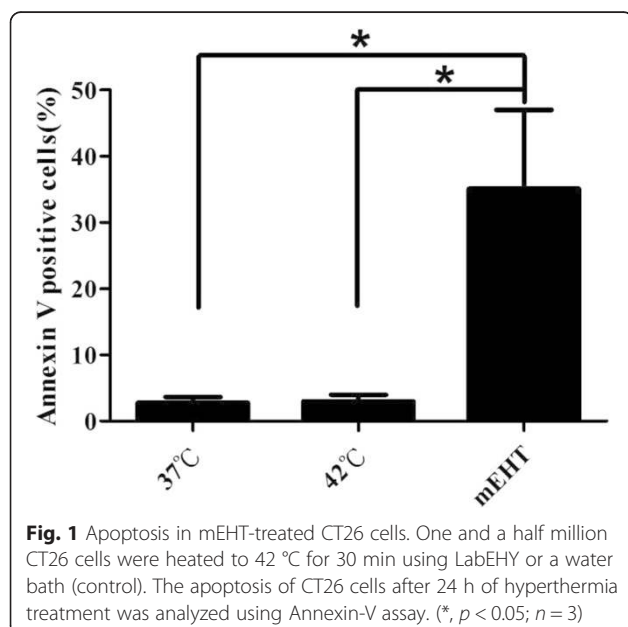 *
*
50
40
30
20
10
0
Annexin V positive cells(%)
37℃
42℃
mEHT
Fig. 1 Apoptosis in mEHT-treated CT26 cells. One and a half million
CT26 cells were heated to 42 °C for 30 min using LabEHY or a water
bath (control). The apoptosis of CT26 cells after 24 h of hyperthermia
treatment was analyzed using Annexin-V assay. (*, p < 0.05; n = 3)